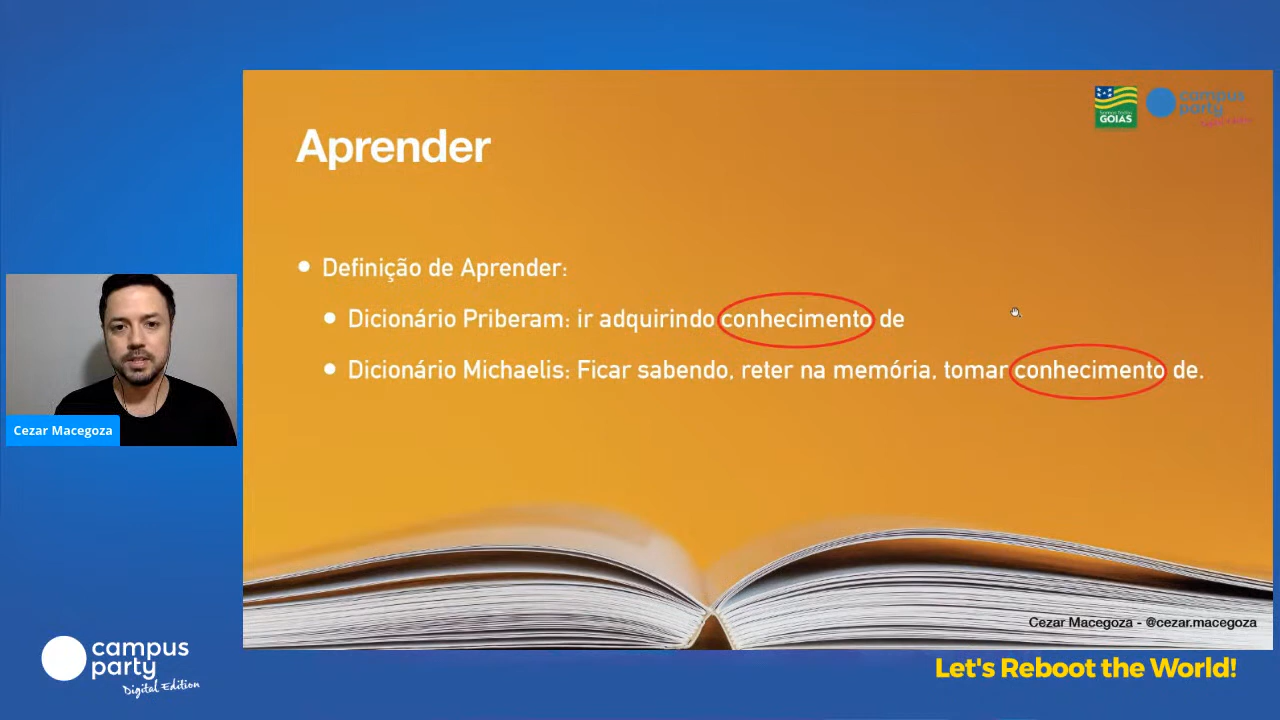 Aprender
GOIÁS
campus
party
Definição de Aprender:
Dicionário Priberam: ir adquirindo conhecimento de
Dicionário Michaelis: Ficar sabendo, reter na memória, tomar conhecimento de.
Cezar Macegoza
Cezar Macegoza - @cezar.macegoza
campus
party
Digital Edition
Let's Reboot the World!